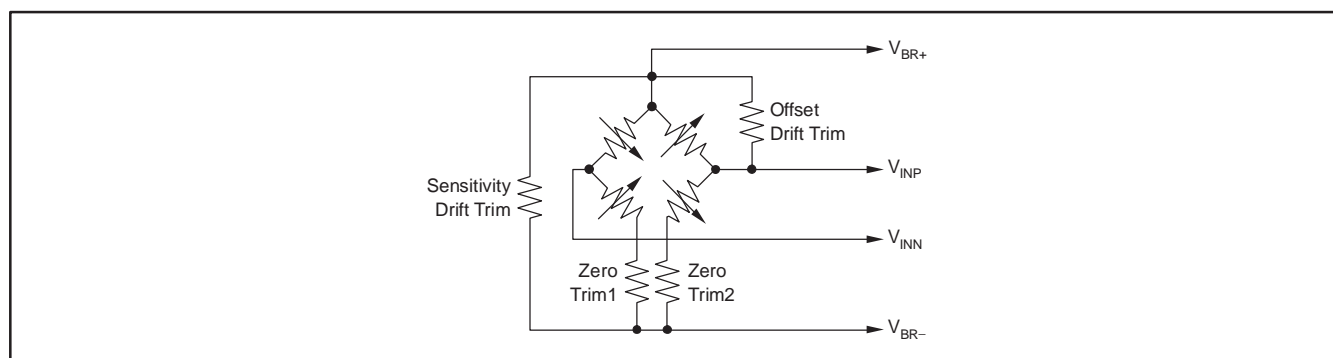 V_BR+
Offset
Drift Trim
V_INP
Sensitivity
Drift Trim
V_INN
Zero
Trim1
Zero
Trim2
V_BR−